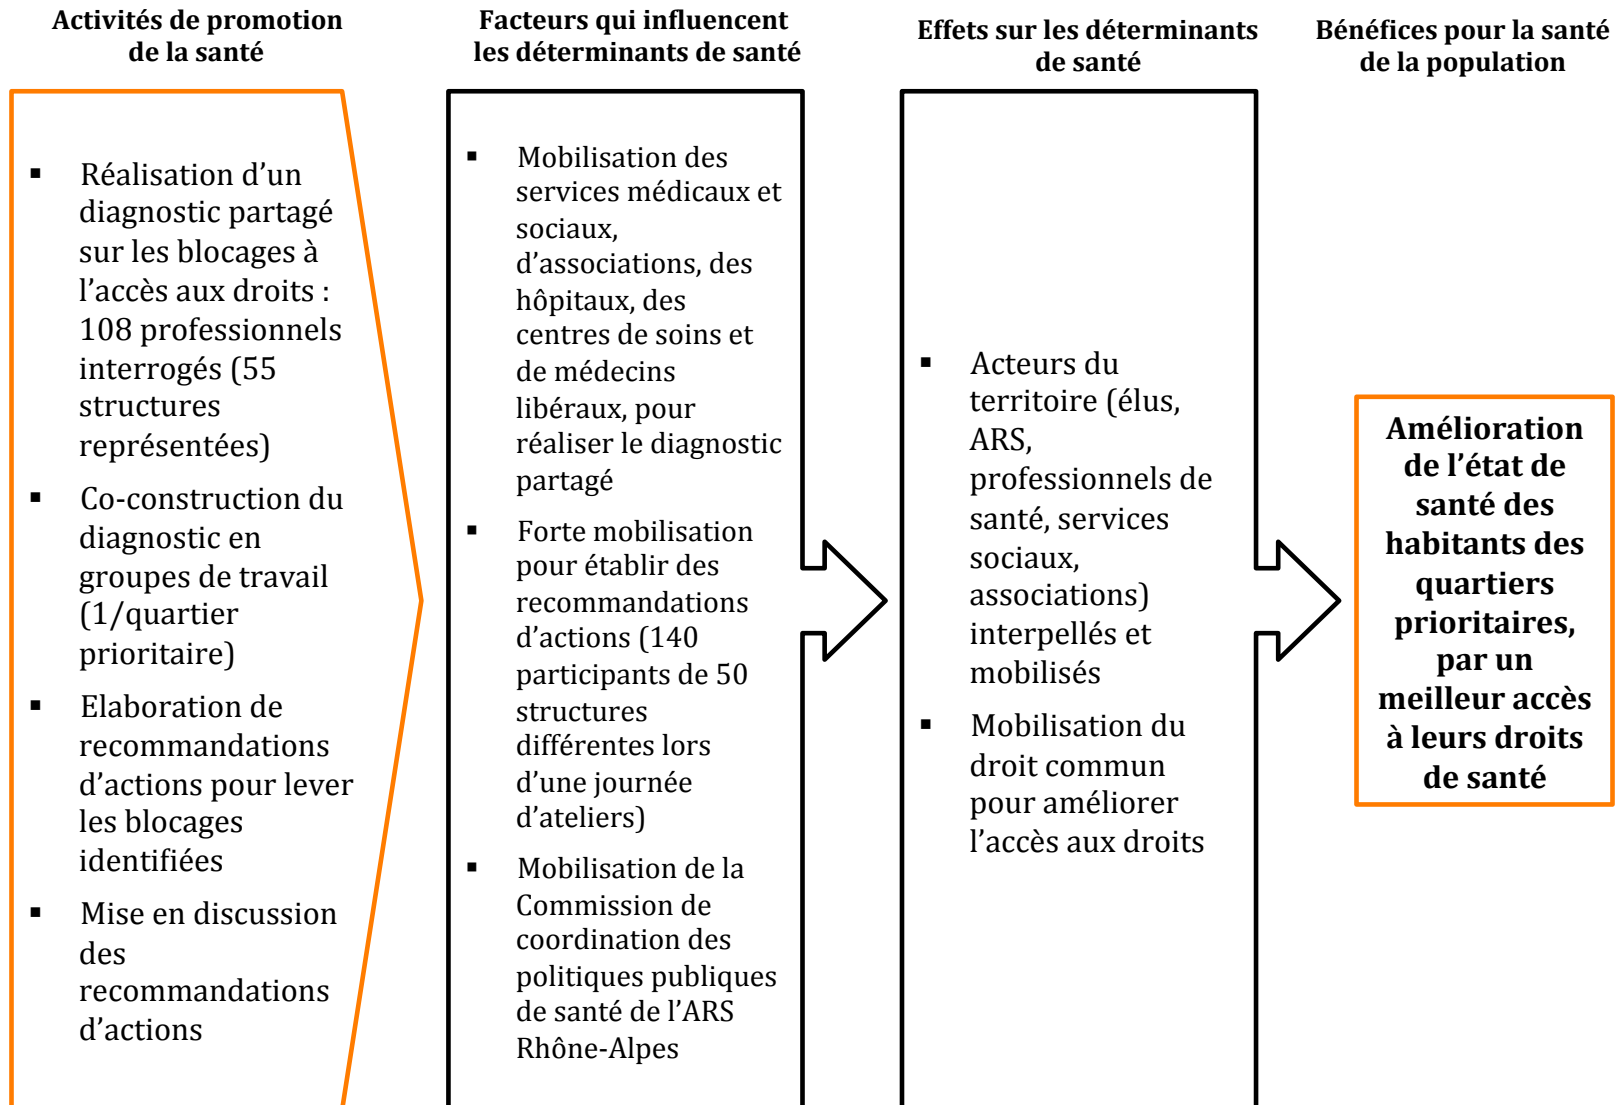 Activités de promotion
de la santé
Facteurs qui influencent
les déterminants de santé
Effets sur les déterminants
de santé
Bénéfices pour la santé
de la population
▪ Réalisation d’un
diagnostic partagé
sur les blocages à
l’accès aux droits :
108 professionnels
interrogés (55
structures
représentées)
▪ Co-construction du
diagnostic en
groupes de travail
(1/quartier
prioritaire)
▪ Elaboration de
recommandations
d’actions pour lever
les blocages
identifiées
▪ Mise en discussion
des
recommandations
d’actions
▪ Mobilisation des
services médicaux et
sociaux,
d’associations, des
hôpitaux, des
centres de soins et
de médecins
libéraux, pour
réaliser le diagnostic
partagé
▪ Forte mobilisation
pour établir des
recommandations
d’actions (140
participants de 50
structures
différentes lors
d’une journée
d’ateliers)
▪ Mobilisation de la
Commission de
coordination des
politiques publiques
de santé de l’ARS
Rhône-Alpes
▪ Acteurs du
territoire (élus,
ARS,
professionnels de
santé, services
sociaux,
associations)
interpellés et
mobilisés
▪ Mobilisation du
droit commun
pour améliorer
l’accès aux droits
Amélioration
de l’état de
santé des
habitants des
quartiers
prioritaires,
par un
meilleur accès
à leurs droits
de santé